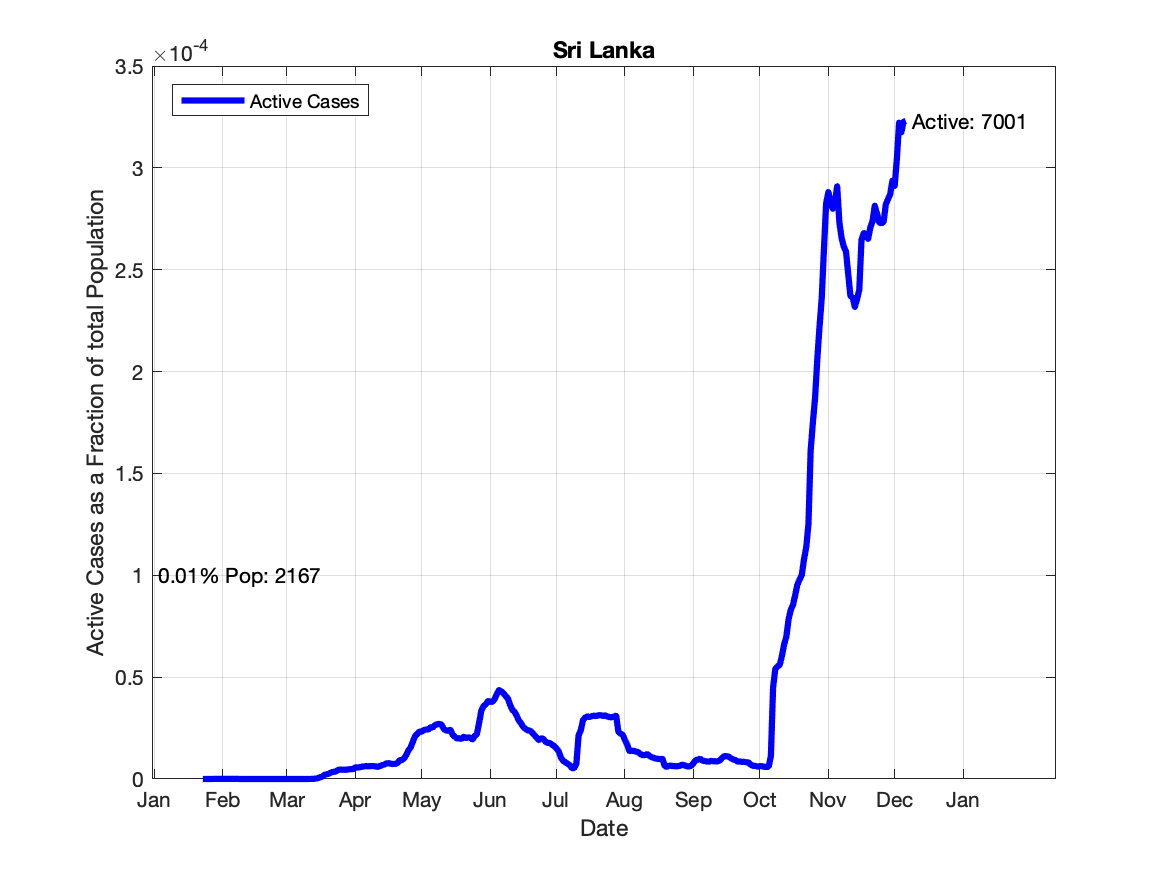 Sri Lanka
×10-4
Active Cases
Active: 7001
3.5
3
2.5
2
1.5
1
0.5
0
0.01% Pop: 2167
Active Cases as a Fraction of total Population
Jan Feb Mar Apr May Jun Jul Aug Sep Oct Nov Dec Jan
Date